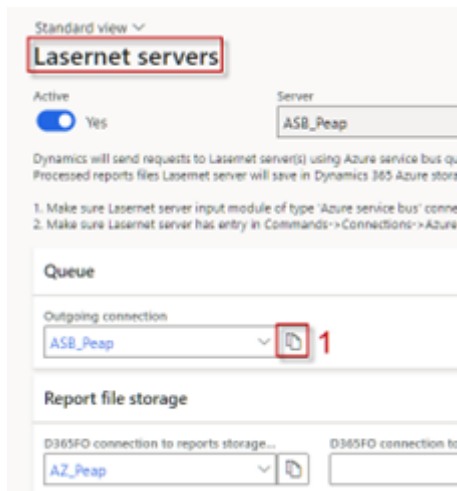 Standard view
Lasernet servers
Active
Server
Yes
ASB_Peap
Dynamics will send requests to Lasernet server(s) using Azure service bus qu
Processed reports files Lasernet server will save in Dynamics 365 Azure stora
1. Make sure Lasernet server input module of type 'Azure service bus' conne
2. Make sure Lasernet server has entry in Commands->Connections->Azure
Queue
Outgoing connection
ASB_Peap
1
Report file storage
D365FO connection to reports storage...
D365FO connection to
AZ_Peap